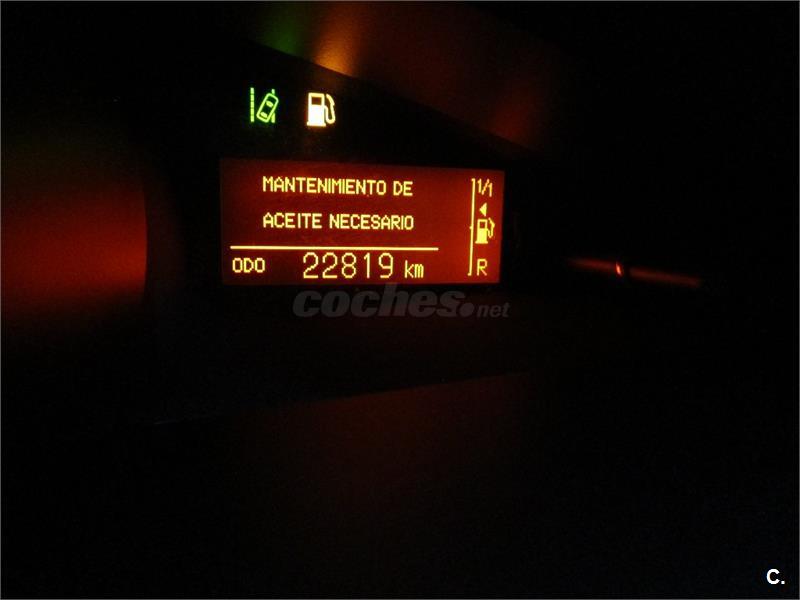 MANTENIMIENTO DE
ACEITE NECESARIO
ODO 22819 km
1/1
R
coches.net
C.